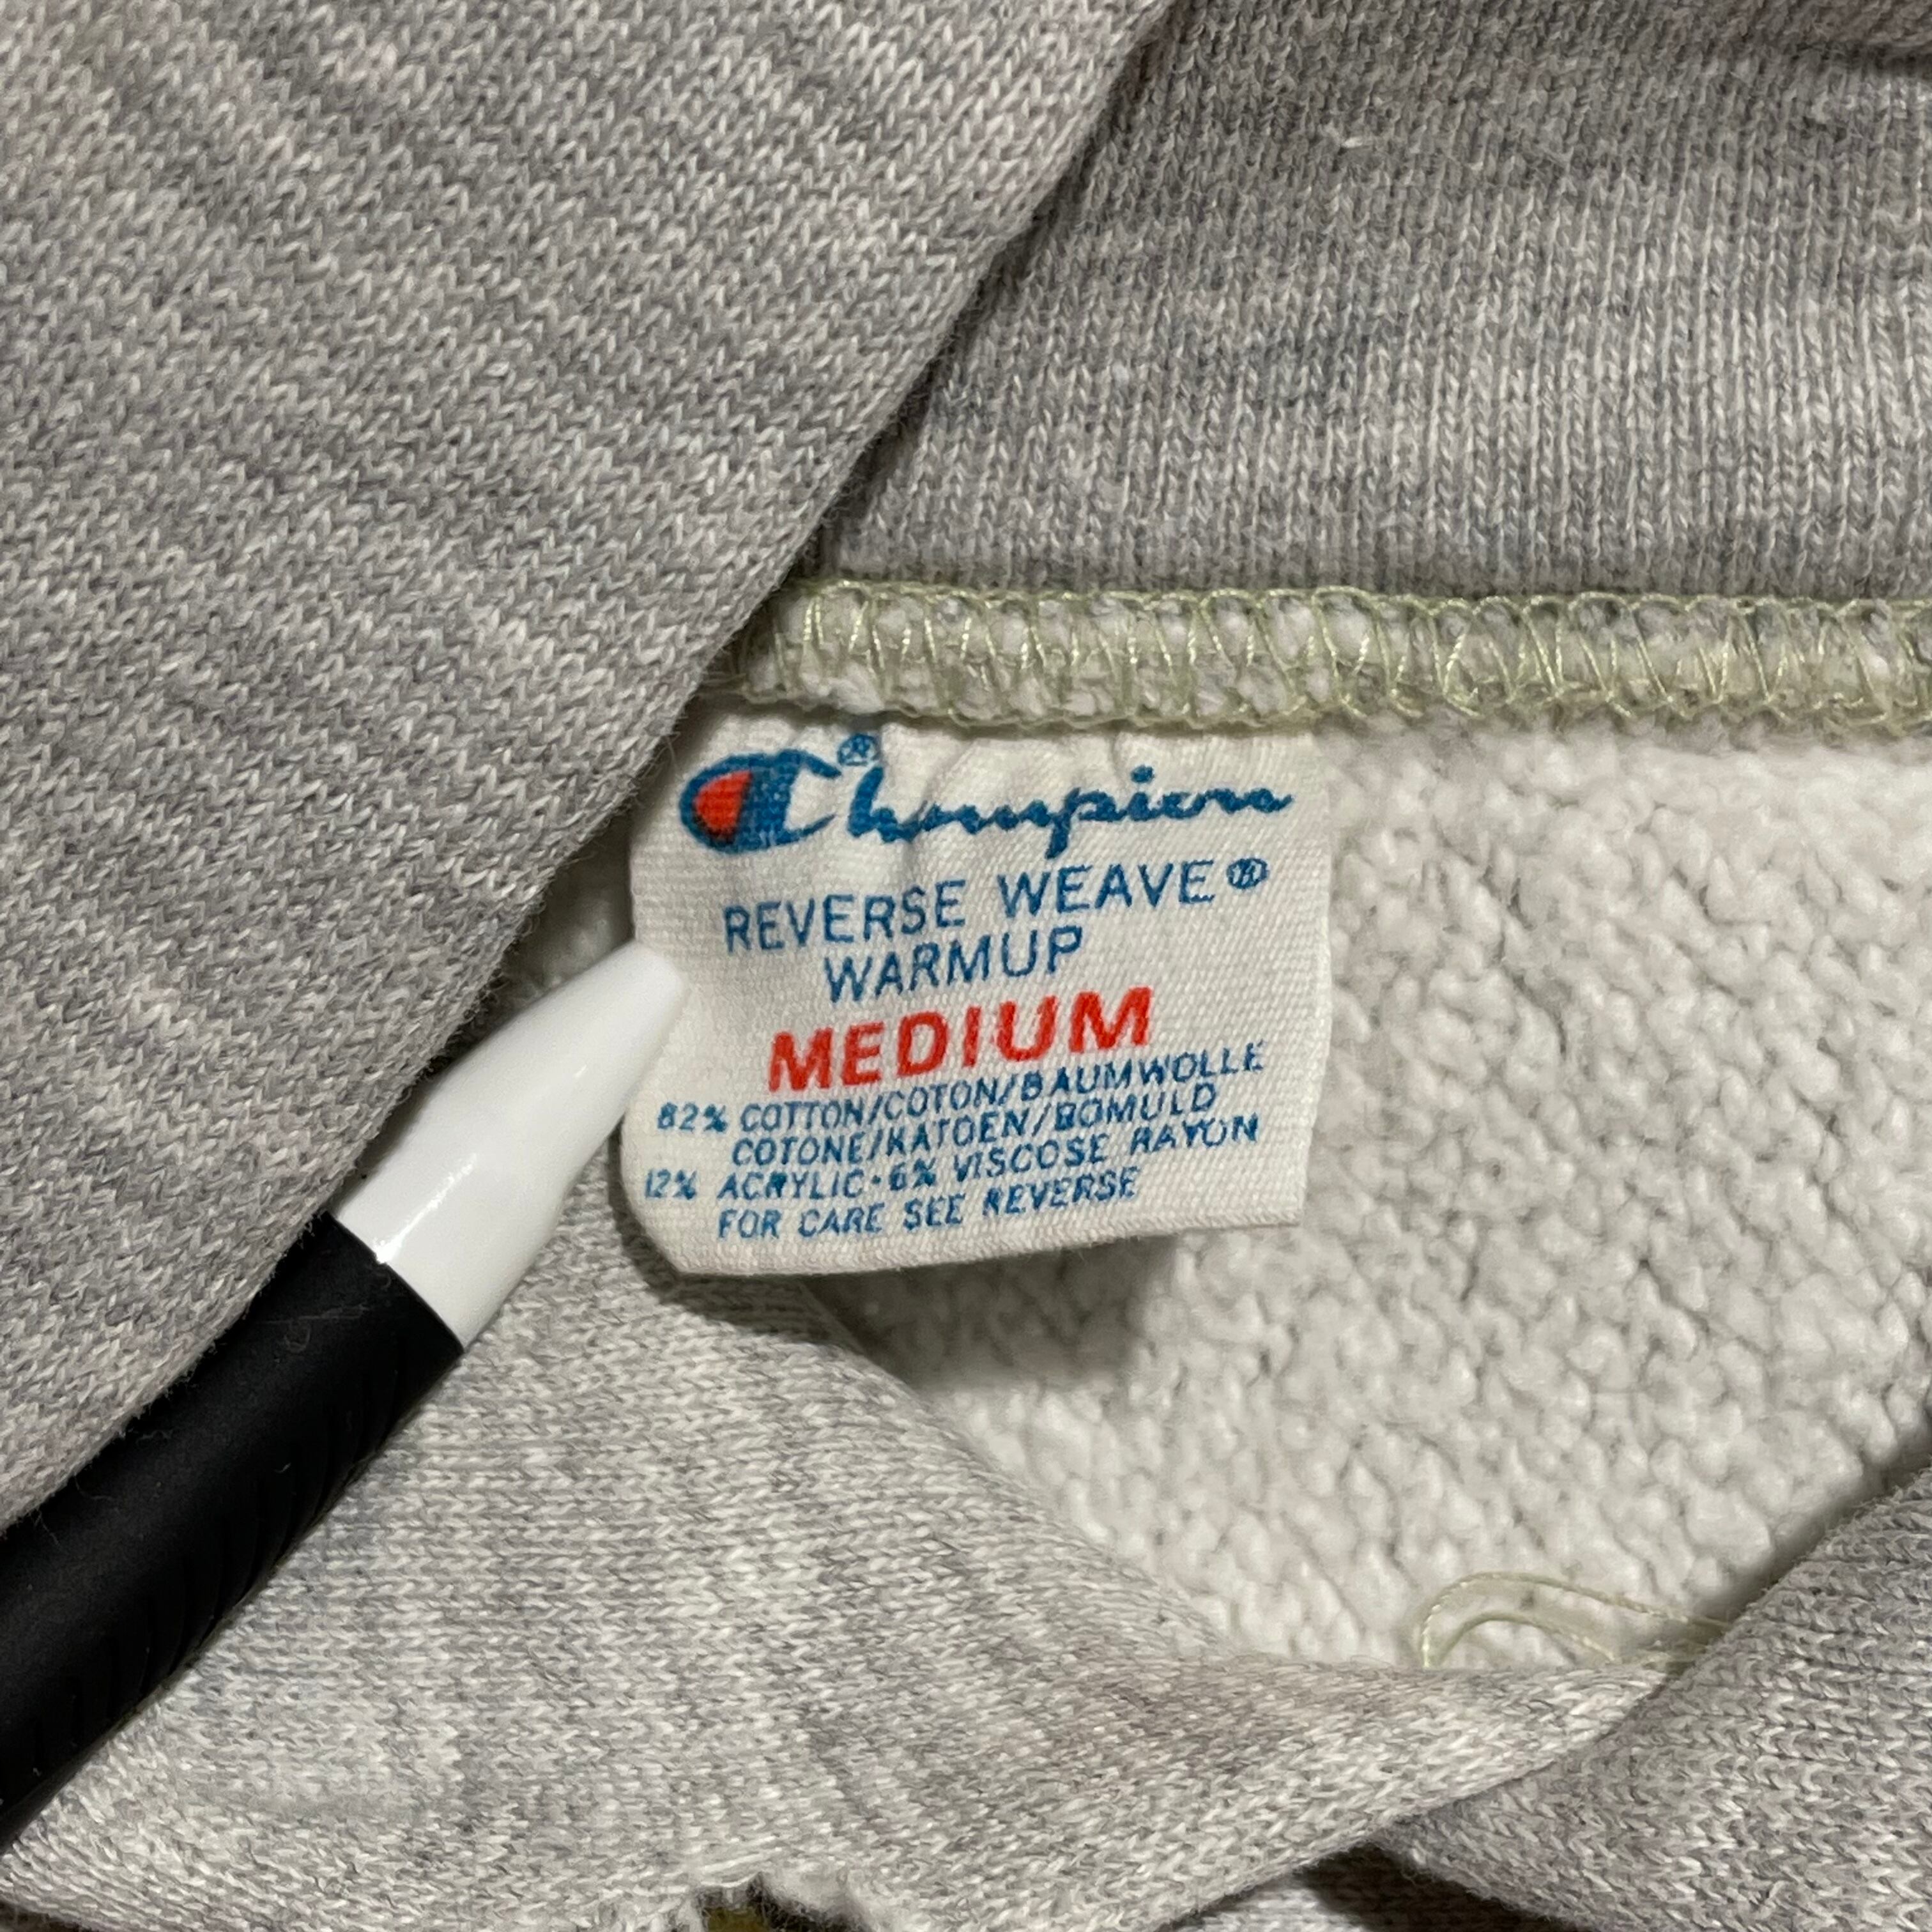 Champion®
REVERSE WEAVE®
WARMUP
MEDIUM
82% COTTON/COTON/BAUMWOLLE
COTONE/KATOEN/BOMULD
12% ACRYLIC·6% VISCOSE RAYON
FOR CARE SEE REVERSE